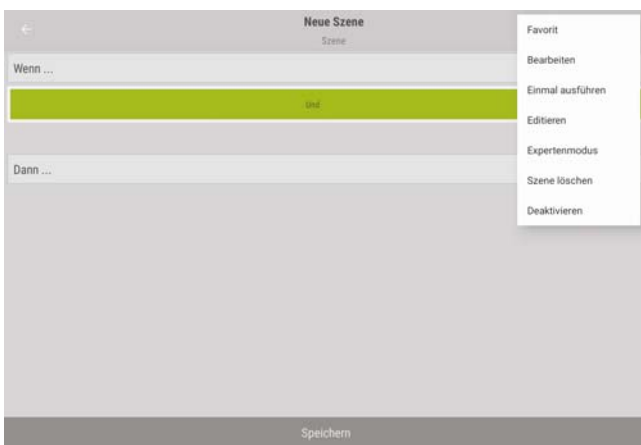 Neue Szene
Szene
Wenn ...
Und
Dann ...
Favorit
Bearbeiten
Einmal ausführen
Editieren
Expertenmodus
Szene löschen
Deaktivieren
Speichern